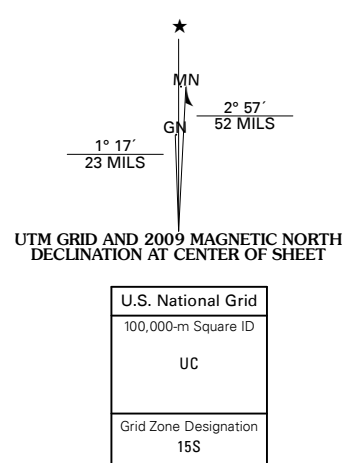 ★
MN
2° 57´
52 MILS
GN
1° 17´
23 MILS
UTM GRID AND 2009 MAGNETIC NORTH
DECLINATION AT CENTER OF SHEET
U.S. National Grid
100,000-m Square ID
UC
Grid Zone Designation
15S